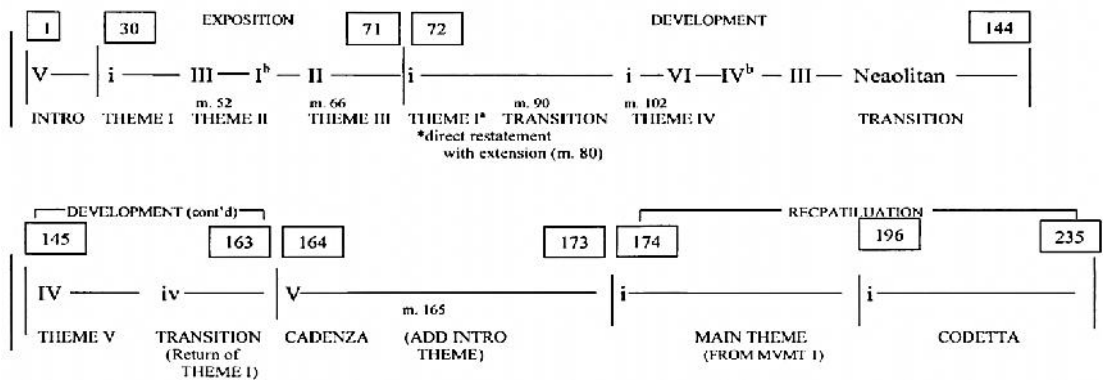 EXPOSITION DEVELOPMENT
1 30 71 72 144
V i III I♭ II i i VI IV♭ III Neaolitan
m. 52 m. 66 m. 90 m. 102
INTRO THEME I THEME II THEME III THEME I* TRANSITION THEME IV TRANSITION
*direct restatement
with extension (m. 80)
DEVELOPMENT (cont'd) RECPATILUATION
145 163 164 173 174 196 235
IV iv V i i
m. 165
THEME V TRANSITION CADENZA (ADD INTRO MAIN THEME CODETTA
(Return of THEME) (FROM MVMT 1)
THEME I)